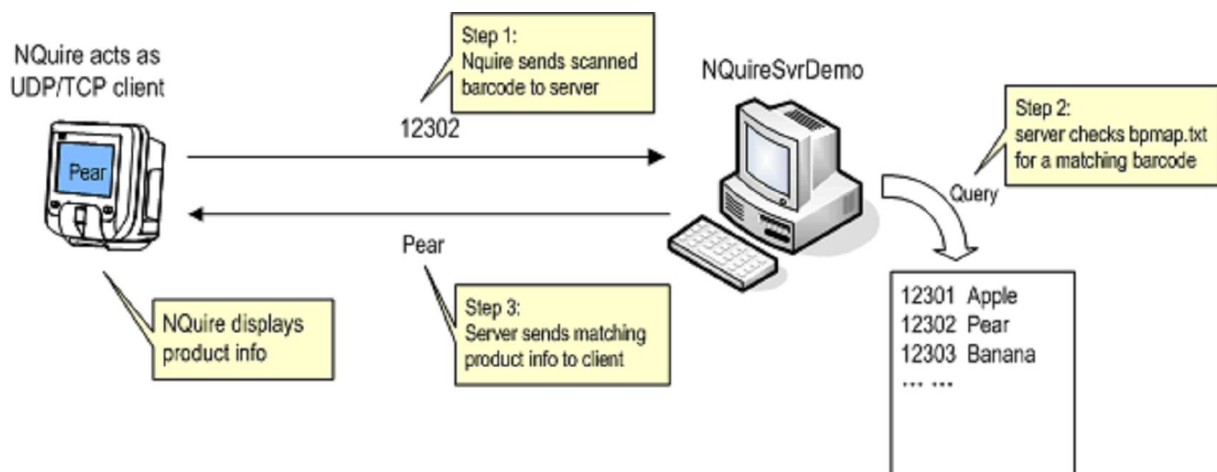 NQuire acts as
UDP/TCP client
Pear
Step 1:
Nquire sends scanned
barcode to server
12302
NQuireSvrDemo
Step 2:
server checks bpmap.txt
for a matching barcode
Query
Pear
NQuire displays
product info
Step 3:
Server sends matching
product info to client
12301 Apple
12302 Pear
12303 Banana
... ...